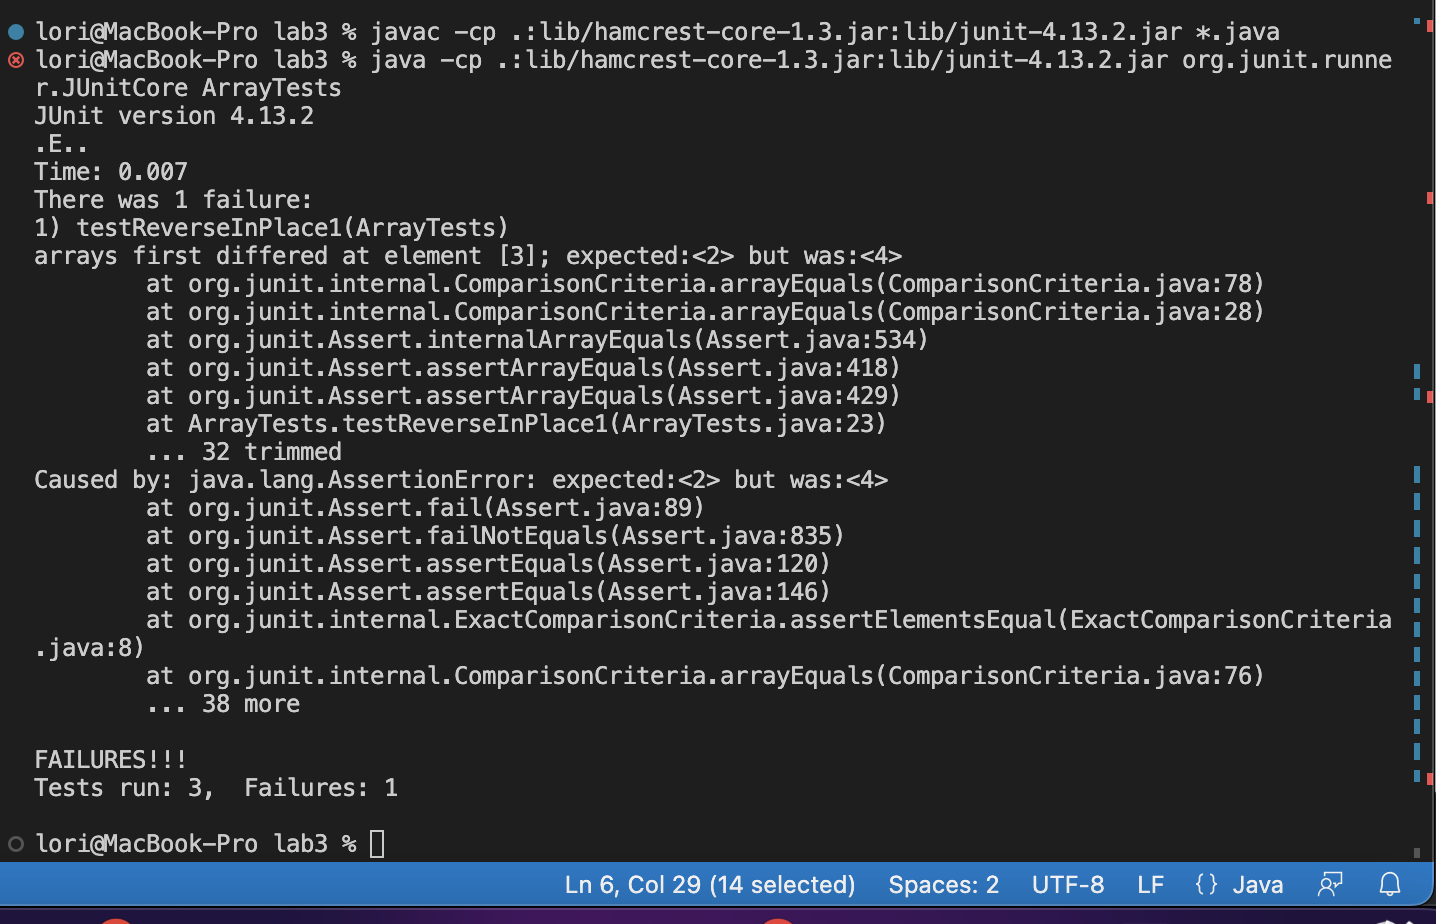 lori@MacBook-Pro lab3 % javac -cp .:lib/hamcrest-core-1.3.jar:lib/junit-4.13.2.jar *.java
lori@MacBook-Pro lab3 % java -cp .:lib/hamcrest-core-1.3.jar:lib/junit-4.13.2.jar org.junit.runne
r.JUnitCore ArrayTests
JUnit version 4.13.2
.E..
Time: 0.007
There was 1 failure:
1) testReverseInPlace1(ArrayTests)
arrays first differed at element [3]; expected:<2> but was:<4>
        at org.junit.internal.ComparisonCriteria.arrayEquals(ComparisonCriteria.java:78)
        at org.junit.internal.ComparisonCriteria.arrayEquals(ComparisonCriteria.java:28)
        at org.junit.Assert.internalArrayEquals(Assert.java:534)
        at org.junit.Assert.assertArrayEquals(Assert.java:418)
        at org.junit.Assert.assertArrayEquals(Assert.java:429)
        at ArrayTests.testReverseInPlace1(ArrayTests.java:23)
        ... 32 trimmed
Caused by: java.lang.AssertionError: expected:<2> but was:<4>
        at org.junit.Assert.fail(Assert.java:89)
        at org.junit.Assert.failNotEquals(Assert.java:835)
        at org.junit.Assert.assertEquals(Assert.java:120)
        at org.junit.Assert.assertEquals(Assert.java:146)
        at org.junit.internal.ExactComparisonCriteria.assertElementsEqual(ExactComparisonCriteria
.java:8)
        at org.junit.internal.ComparisonCriteria.arrayEquals(ComparisonCriteria.java:76)
        ... 38 more
FAILURES!!!
Tests run: 3,  Failures: 1
lori@MacBook-Pro lab3 %
Ln 6, Col 29 (14 selected) Spaces: 2 UTF-8 LF {} Java